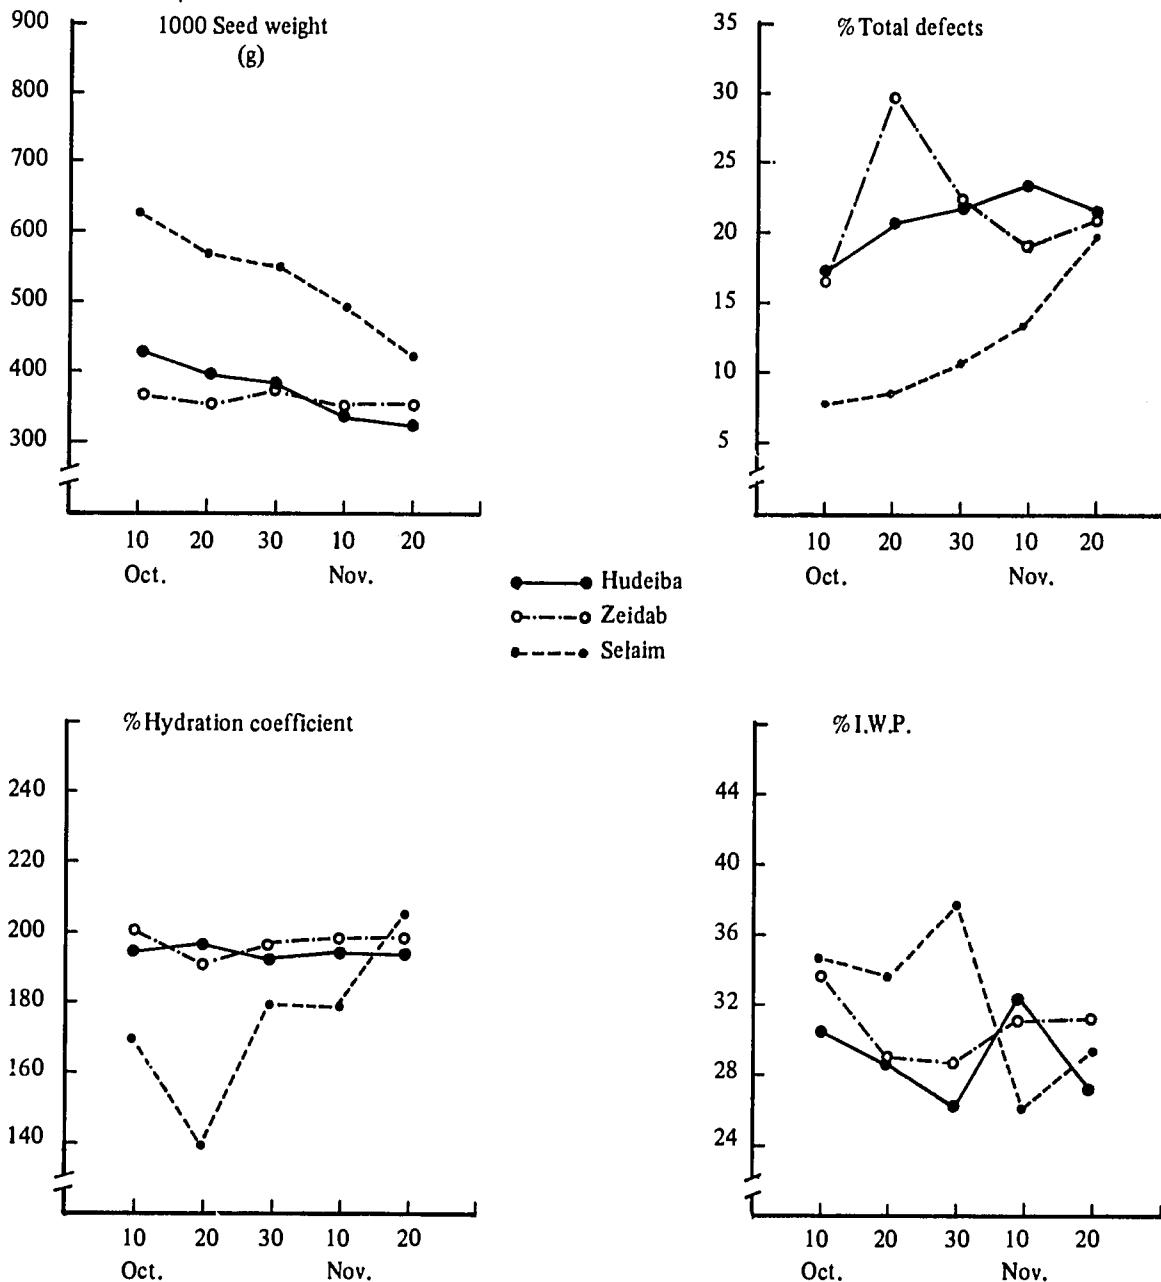 1000 Seed weight
(g)
900
800
700
600
500
400
300
10 20 30 10 20
Oct. Nov.
% Total defects
35
30
25
20
15
10
5
10 20 30 10 20
Oct. Nov.
Hudeiba
Zeidab
Selaim
% Hydration coefficient
240
220
200
180
160
140
10 20 30 10 20
Oct. Nov.
% I.W.P.
44
40
36
32
28
24
10 20 30 10 20
Oct. Nov.